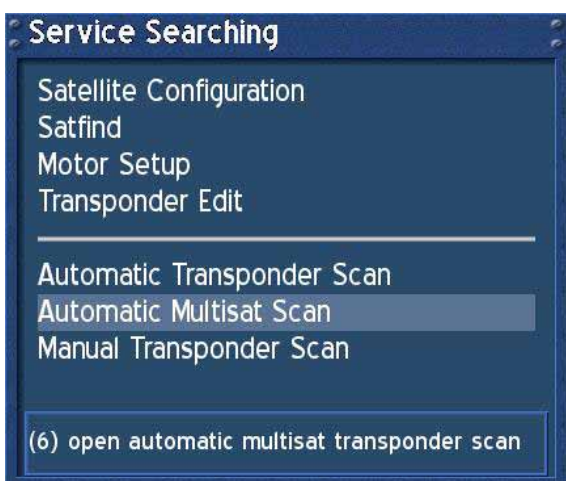 Service Searching
Satellite Configuration
Satfind
Motor Setup
Transponder Edit
Automatic Transponder Scan
Automatic Multisat Scan
Manual Transponder Scan
(6) open automatic multisat transponder scan